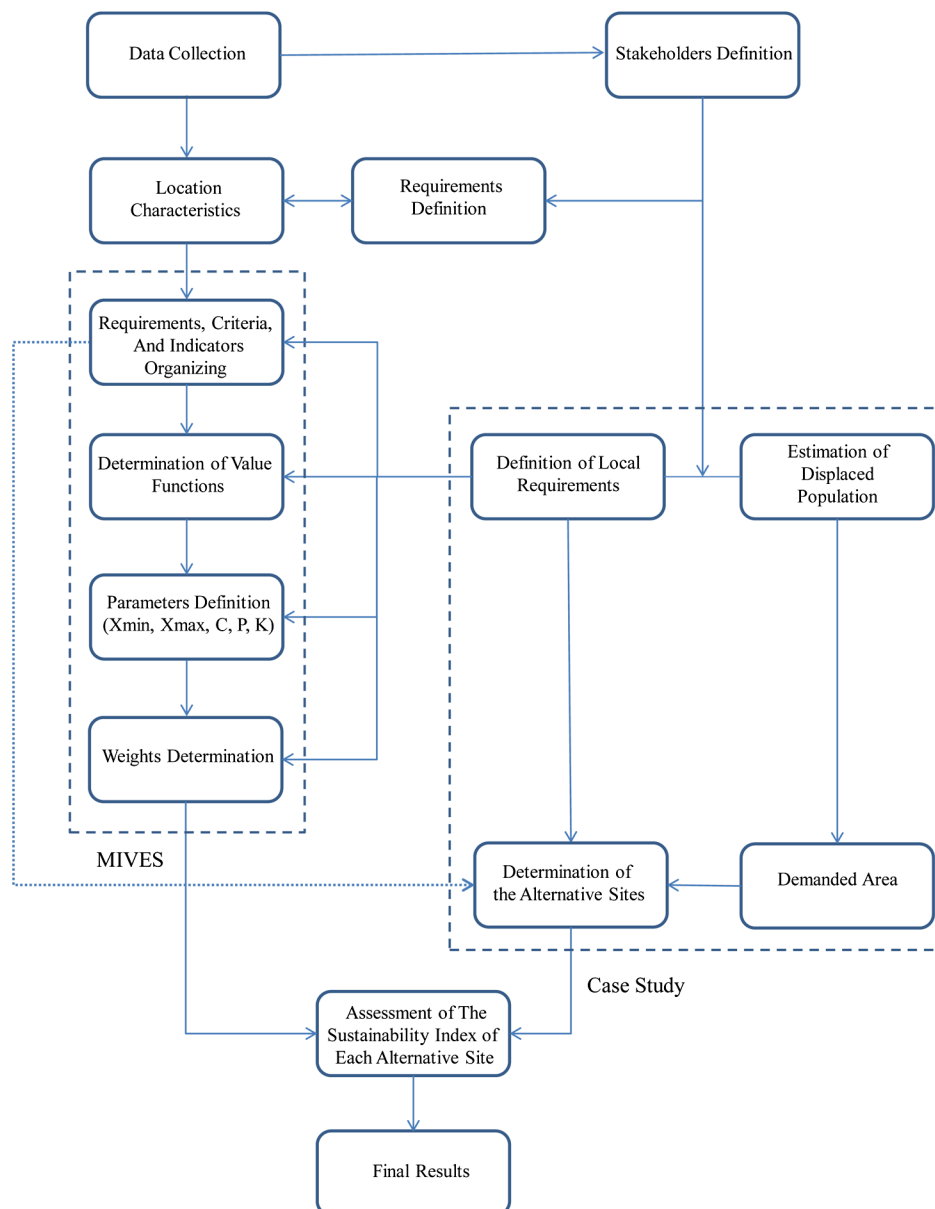 Data Collection
Stakeholders Definition
Location
Characteristics
Requirements
Definition
Requirements, Criteria,
And Indicators
Organizing
Determination of Value
Functions
Definition of Local
Requirements
Estimation of
Displaced
Population
Parameters Definition
(Xmin, Xmax, C, P, K)
Weights Determination
MIVES
Determination of
the Alternative Sites
Demanded Area
Case Study
Assessment of The
Sustainability Index of
Each Alternative Site
Final Results